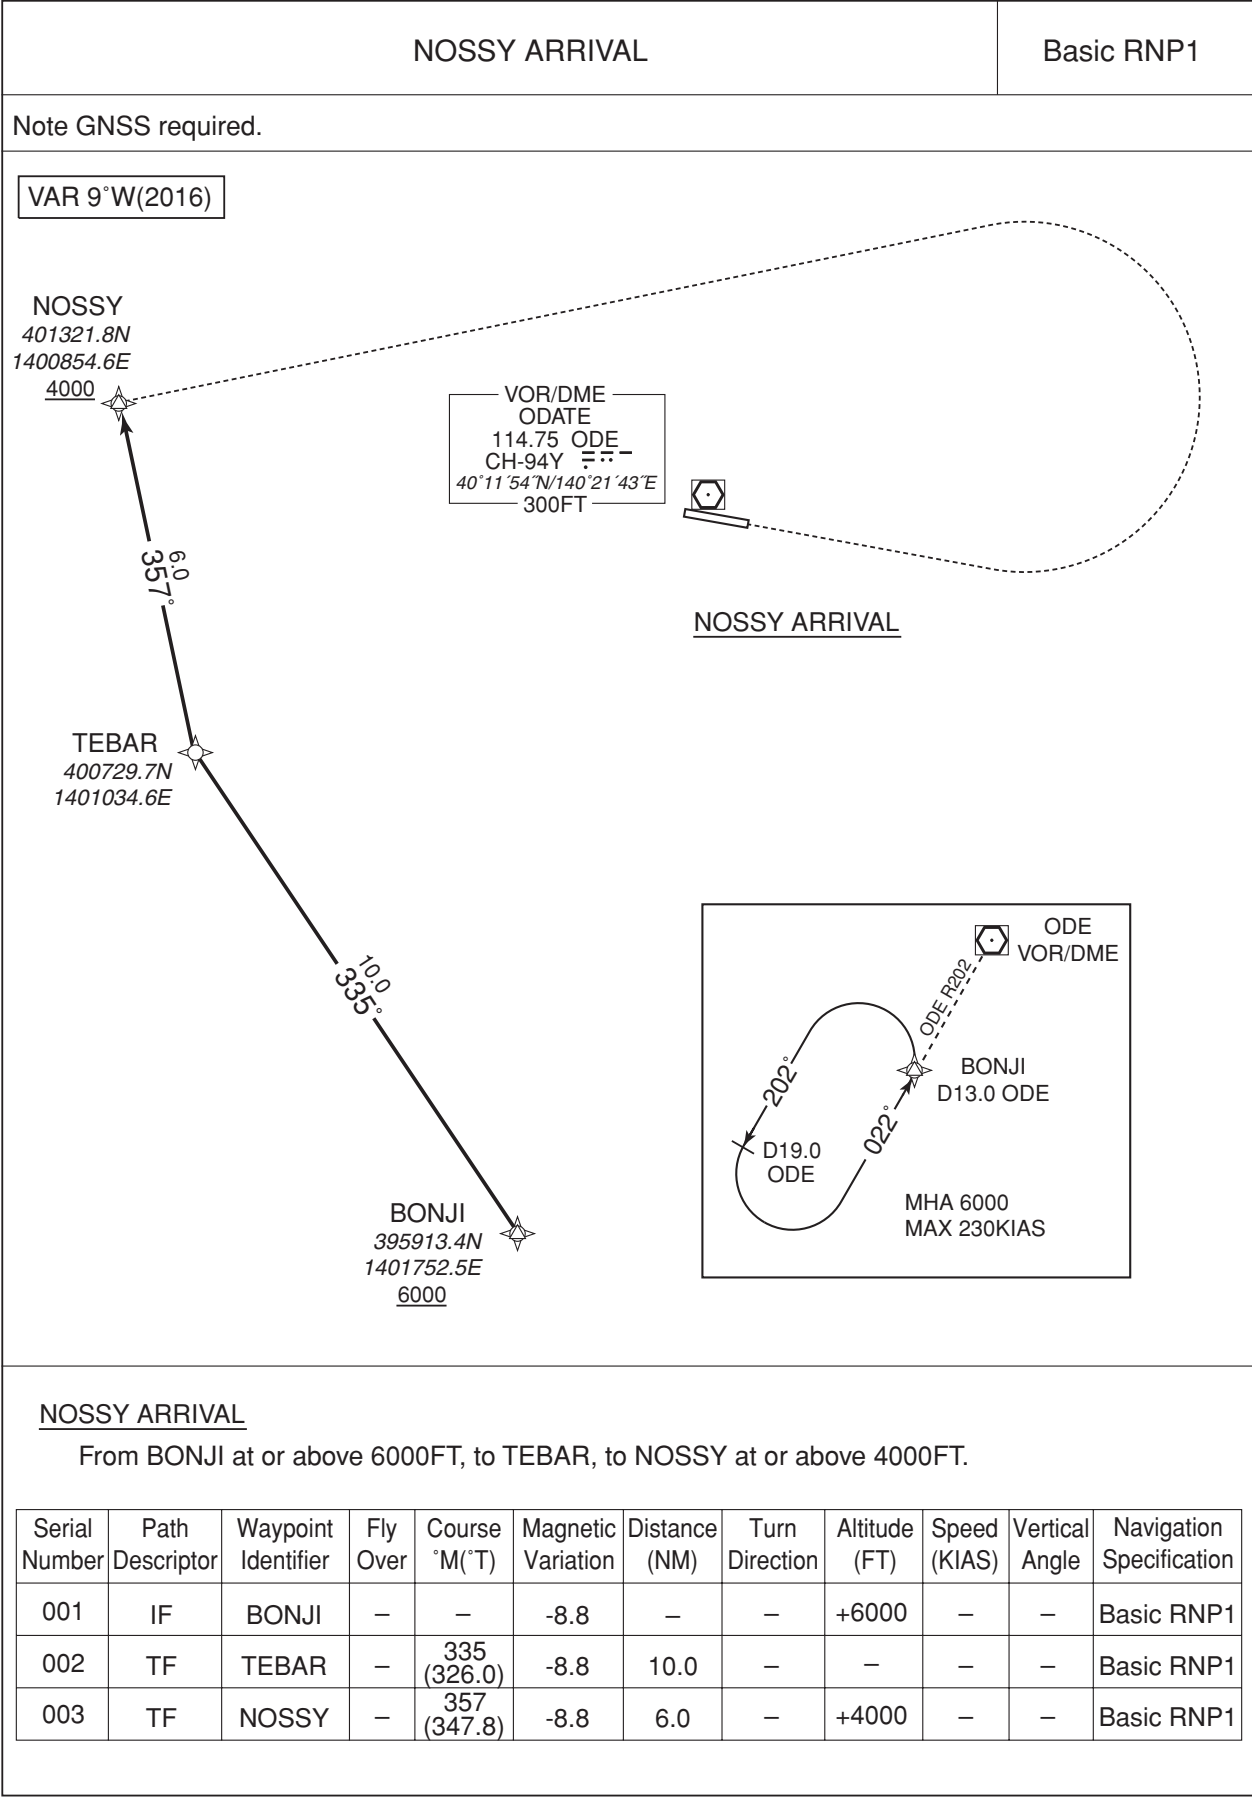 NOSSY ARRIVAL
Basic RNP1
Note GNSS required.
VAR 9°W(2016)
NOSSY
401321.8N
1400854.6E
4000
VOR/DME
ODATE
114.75 ODE
CH-94Y
40°11´54˝N/140°21´43˝E
300FT
6.0
357°
NOSSY ARRIVAL
TEBAR
400729.7N
1401034.6E
10.0
335°
ODE
VOR/DME
ODE R202
202°
022°
BONJI
D13.0 ODE
D19.0
ODE
MHA 6000
MAX 230KIAS
BONJI
395913.4N
1401752.5E
6000
NOSSY ARRIVAL
From BONJI at or above 6000FT, to TEBAR, to NOSSY at or above 4000FT.
Serial Number Path Descriptor Waypoint Identifier Fly Over Course °M(°T) Magnetic Variation Distance (NM) Turn Direction Altitude (FT) Speed (KIAS) Vertical Angle Navigation Specification
001 IF BONJI – – -8.8 – – +6000 – – Basic RNP1
002 TF TEBAR – 335 (326.0) -8.8 10.0 – – – – Basic RNP1
003 TF NOSSY – 357 (347.8) -8.8 6.0 – +4000 – – Basic RNP1